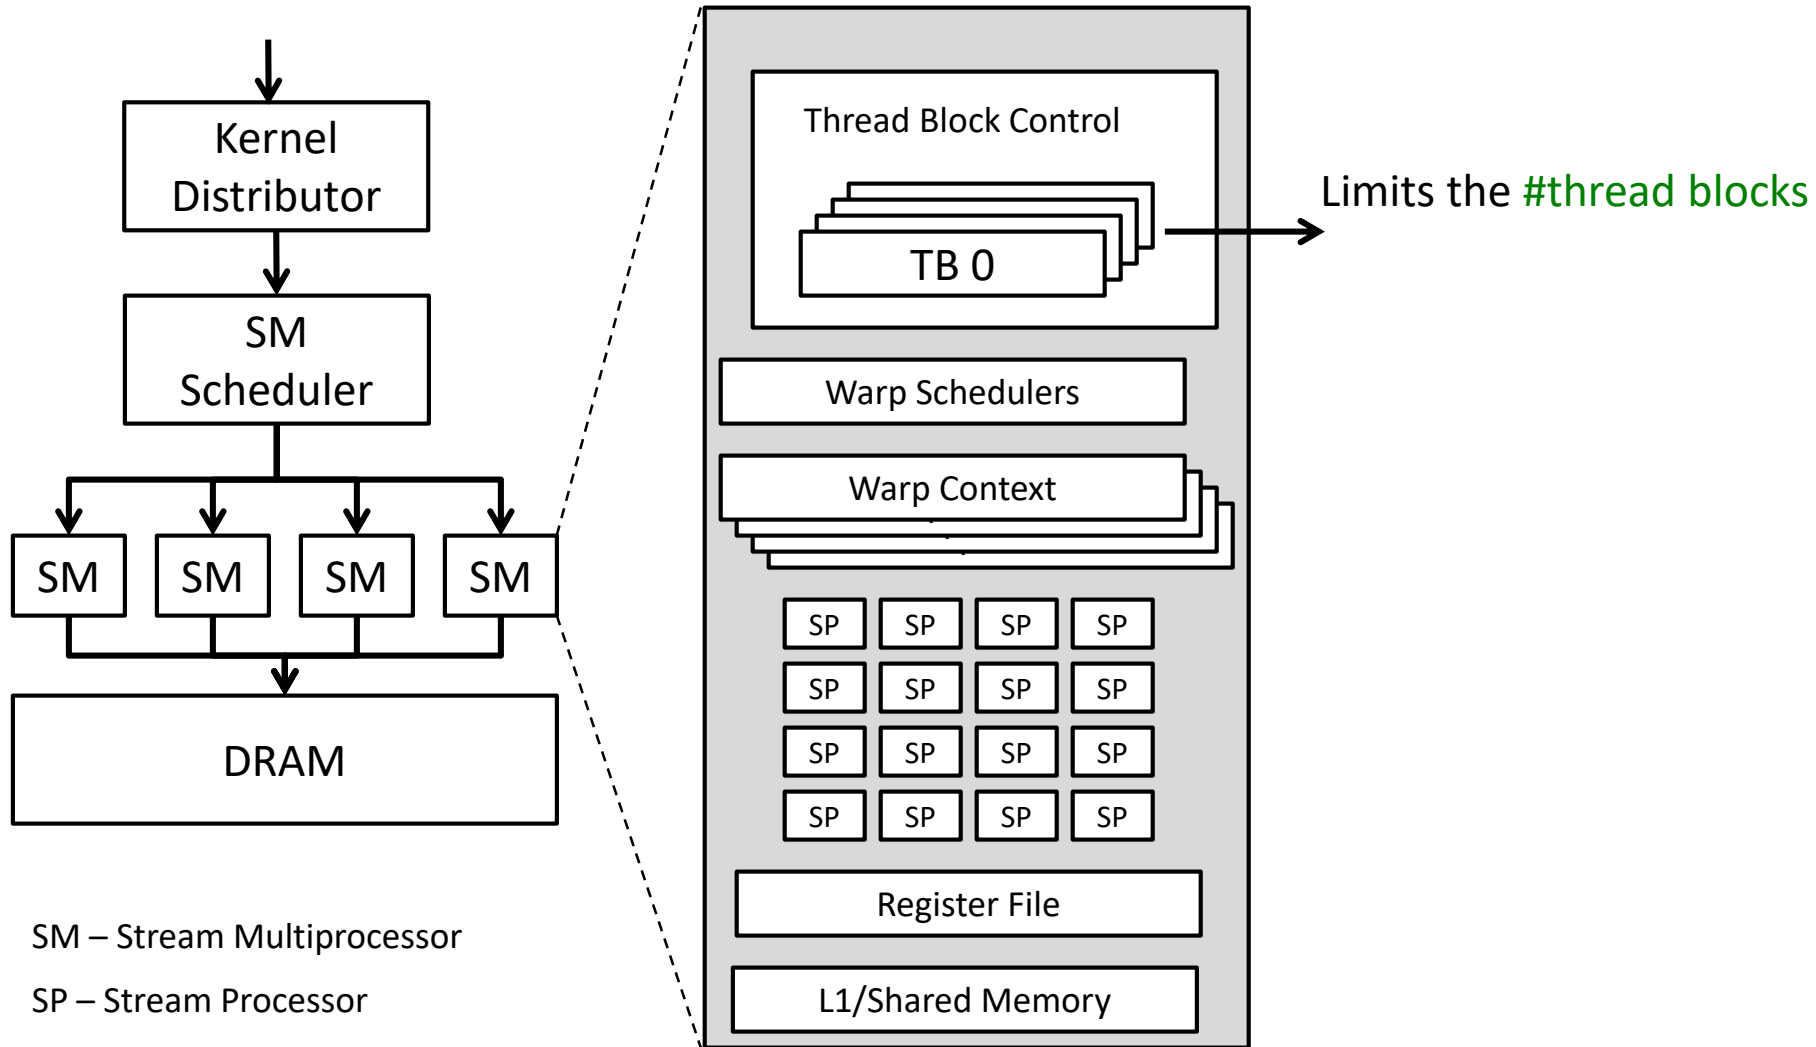 Kernel
Distributor
SM
Scheduler
SM SM SM SM
DRAM
SM – Stream Multiprocessor
SP – Stream Processor
Thread Block Control
TB 0
Limits the #thread blocks
Warp Schedulers
Warp Context
SP SP SP SP
SP SP SP SP
SP SP SP SP
SP SP SP SP
Register File
L1/Shared Memory